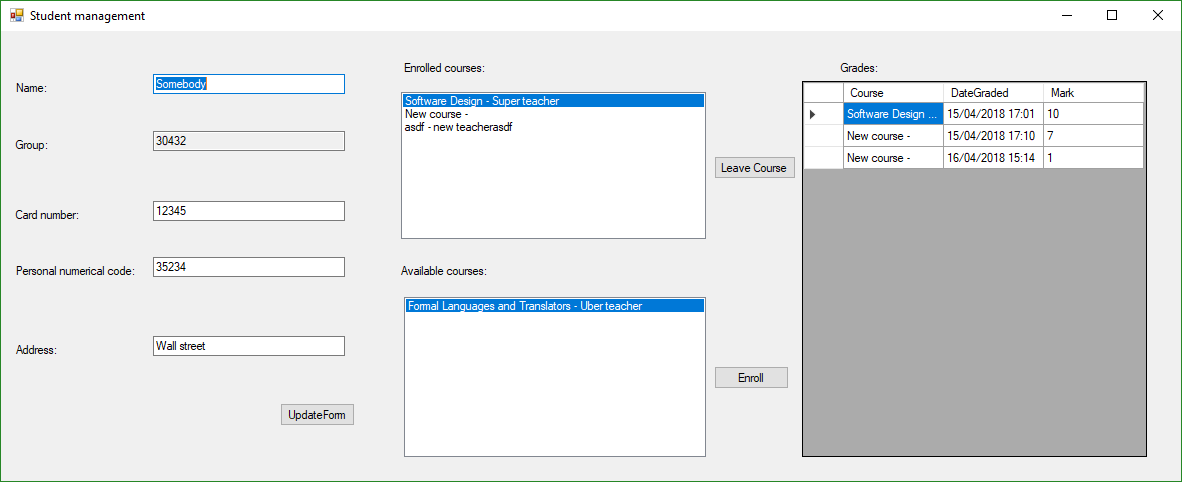 Student management
Name:
Somebody
Group:
30432
Card number:
12345
Personal numerical code:
35234
Address:
Wall street
UpdateForm
Enrolled courses:
Software Design - Super teacher
New course -
asdf - new teacherasdf
Leave Course
Available courses:
Formal Languages and Translators - Uber teacher
Enroll
Grades:
Course DateGraded Mark
Software Design ... 15/04/2018 17:01 10
New course - 15/04/2018 17:10 7
New course - 16/04/2018 15:14 1